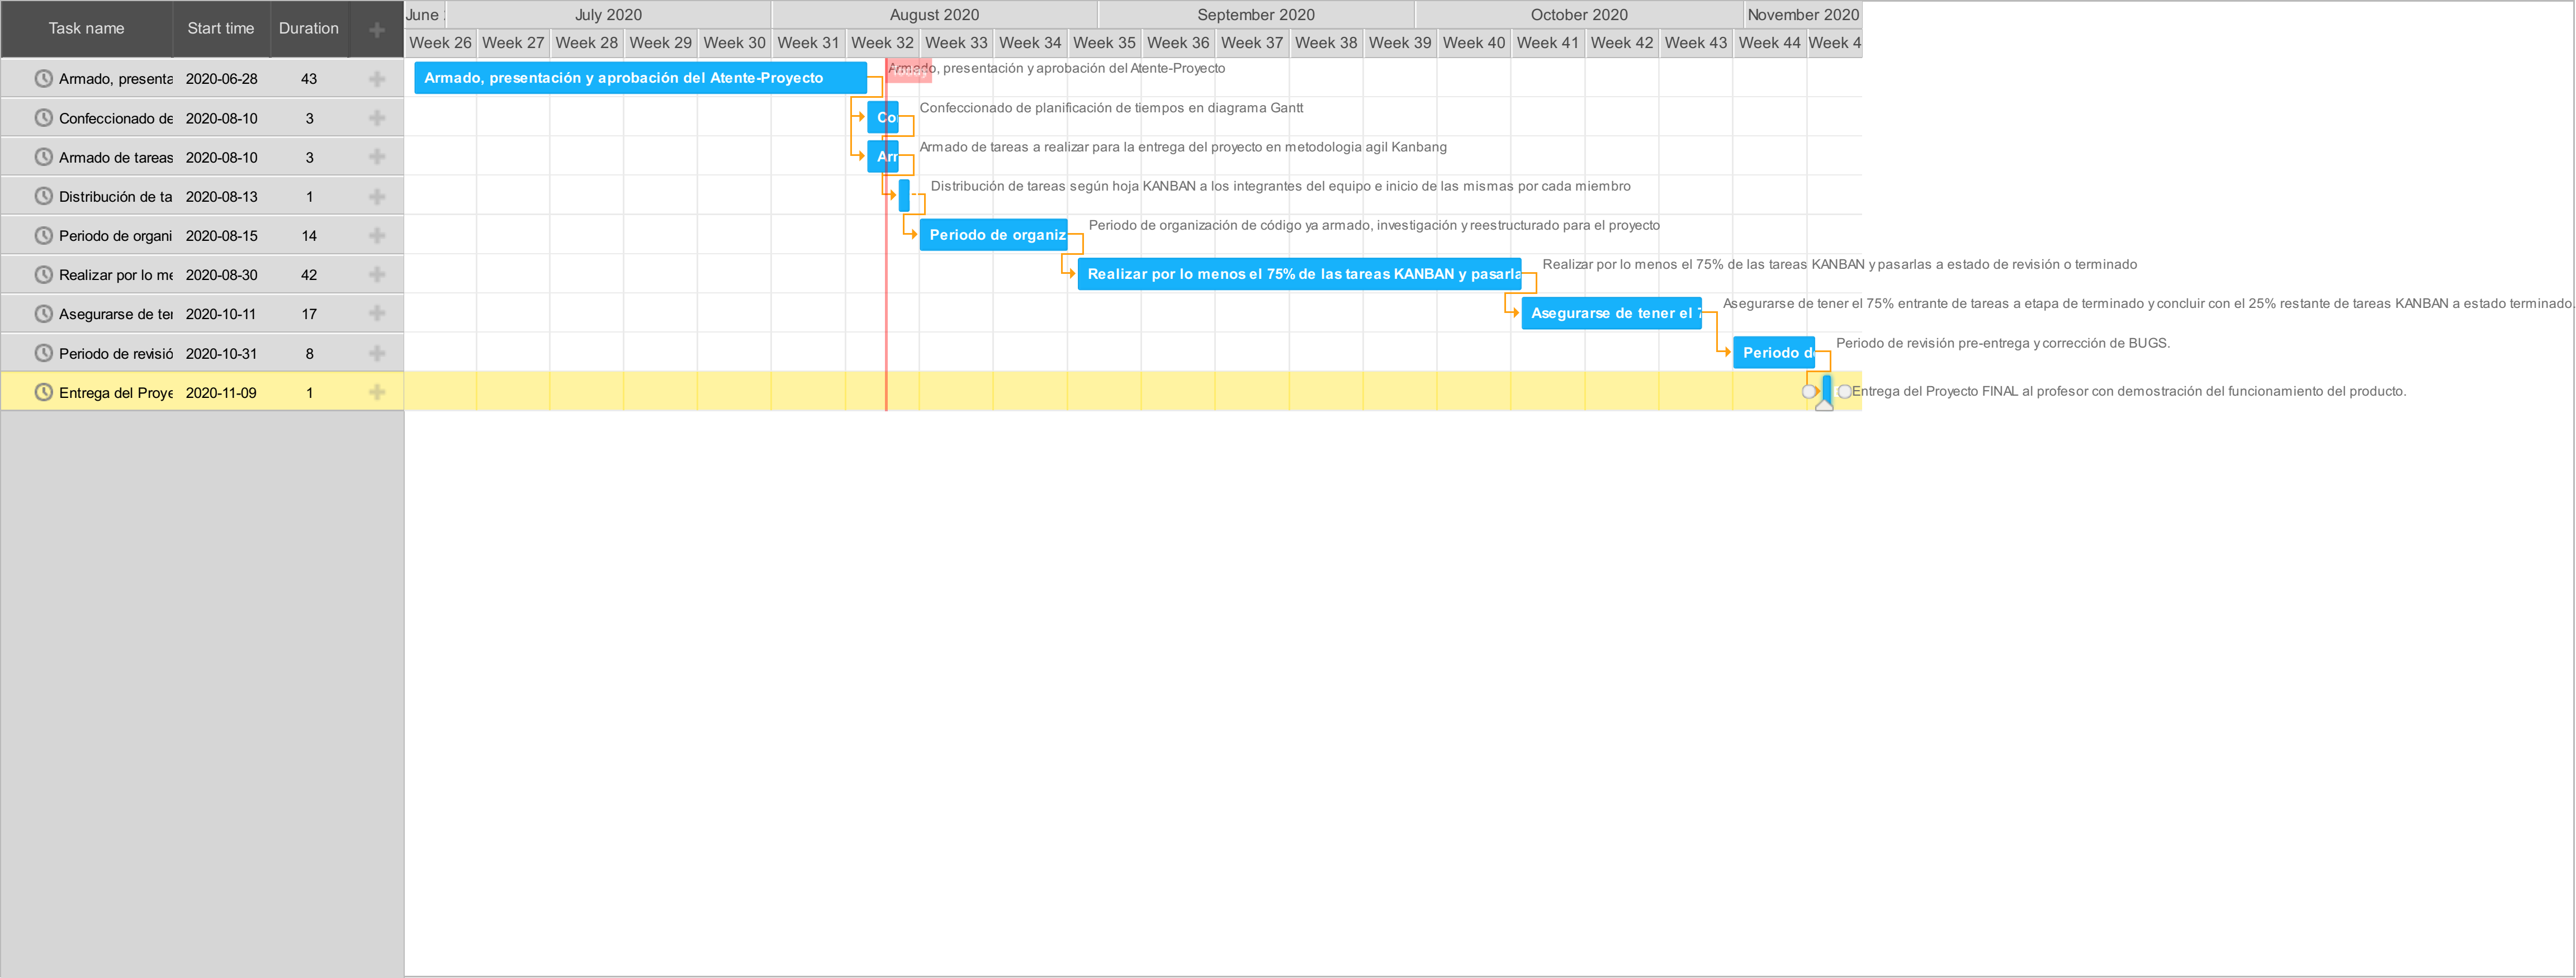 Task name Start time Duration
June 2 July 2020 August 2020 September 2020 October 2020 November 2020
Week 26 Week 27 Week 28 Week 29 Week 30 Week 31 Week 32 Week 33 Week 34 Week 35 Week 36 Week 37 Week 38 Week 39 Week 40 Week 41 Week 42 Week 43 Week 44 Week 4
Armado, presenta 2020-06-28 43
Armado, presentación y aprobación del Atente-Proyecto
Armado, presentación y aprobación del Atente-Proyecto
Confeccionado de 2020-08-10 3
Co
Confeccionado de planificación de tiempos en diagrama Gantt
Armado de tareas 2020-08-10 3
Arr
Armado de tareas a realizar para la entrega del proyecto en metodologia agil Kanbang
Distribución de ta 2020-08-13 1
Distribución de tareas según hoja KANBAN a los integrantes del equipo e inicio de las mismas por cada miembro
Periodo de organi 2020-08-15 14
Periodo de organiz
Periodo de organización de código ya armado, investigación y reestructurado para el proyecto
Realizar por lo me 2020-08-30 42
Realizar por lo menos el 75% de las tareas KANBAN y pasarla
Realizar por lo menos el 75% de las tareas KANBAN y pasarlas a estado de revisión o terminado
Asegurarse de ter 2020-10-11 17
Asegurarse de tener el 7
Asegurarse de tener el 75% entrante de tareas a etapa de terminado y concluir con el 25% restante de tareas KANBAN a estado terminado.
Periodo de revisió 2020-10-31 8
Periodo d
Periodo de revisión pre-entrega y corrección de BUGS.
Entrega del Proye 2020-11-09 1
Entrega del Proyecto FINAL al profesor con demostración del funcionamiento del producto.